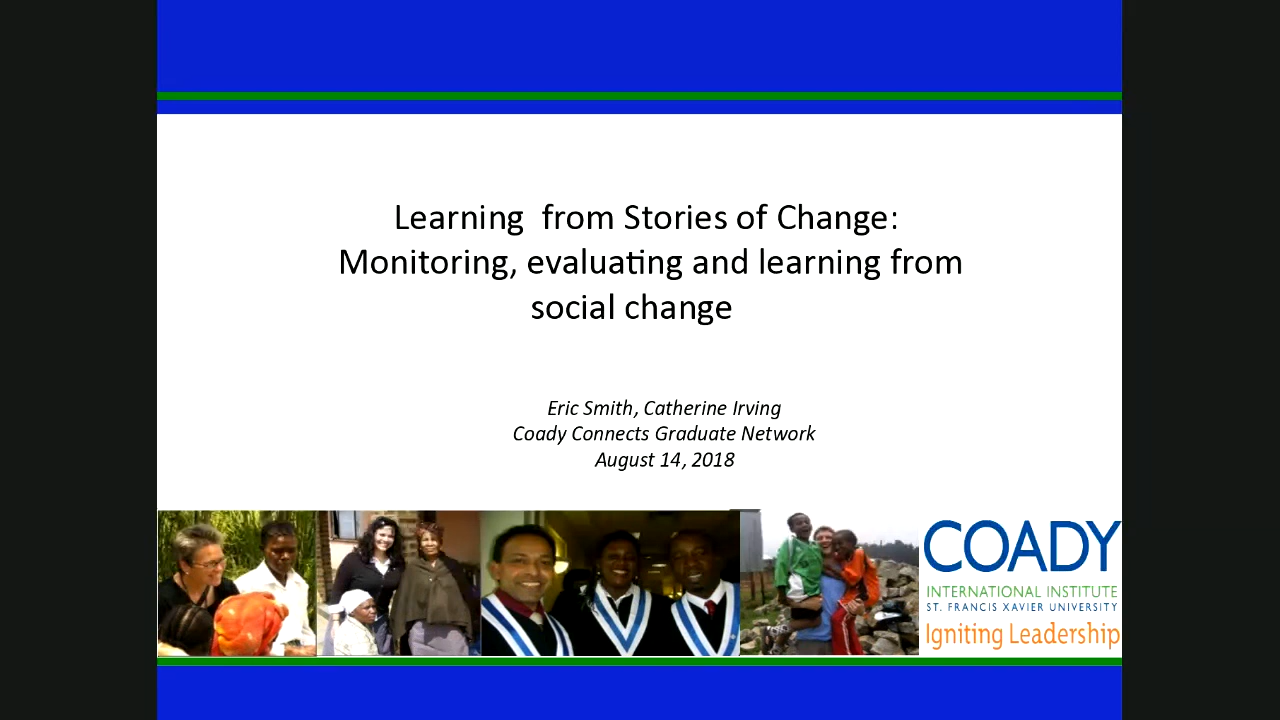 Learning from Stories of Change:
Monitoring, evaluating and learning from
social change
Eric Smith, Catherine Irving
Coady Connects Graduate Network
August 14, 2018
COADY
INTERNATIONAL INSTITUTE
ST. FRANCIS XAVIER UNIVERSITY
Igniting Leadership